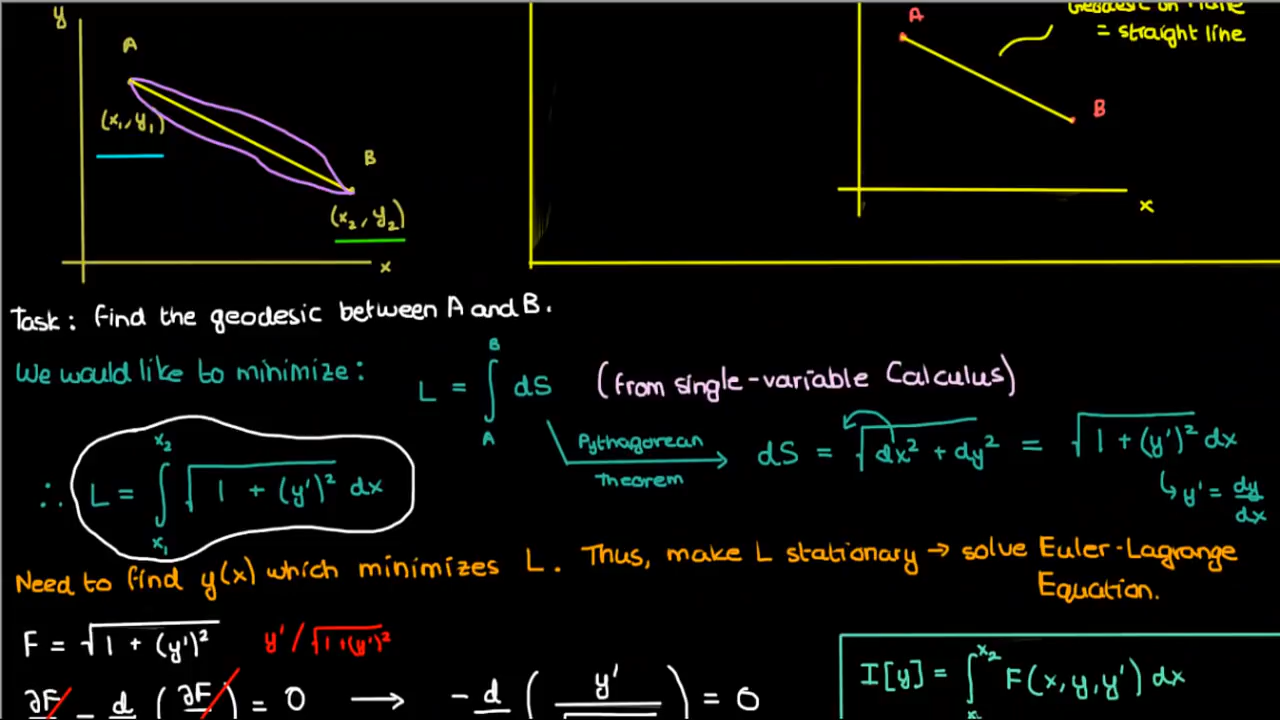 y
A
(x₁, y₁)
B
(x₂, y₂)
x
A
= straight line
B
x
Task: Find the geodesic between A and B.
We would like to minimize: L = ∫_A^B dS (from single-variable Calculus)
Pythagorean Theorem
dS = √(dx² + dy²) = √(1 + (y')²) dx
↳ y' = dy/dx
∴ L = ∫_{x₁}^{x₂} √(1 + (y')²) dx
Need to find y(x) which minimizes L. Thus, make L stationary → solve Euler-Lagrange
Equation.
F = √(1 + (y')²) y' / √(1+(y')²)
∂F - d (∂F) = 0 → - d ( y' ) = 0
I[y] = ∫^{x₂} F(x, y, y') dx